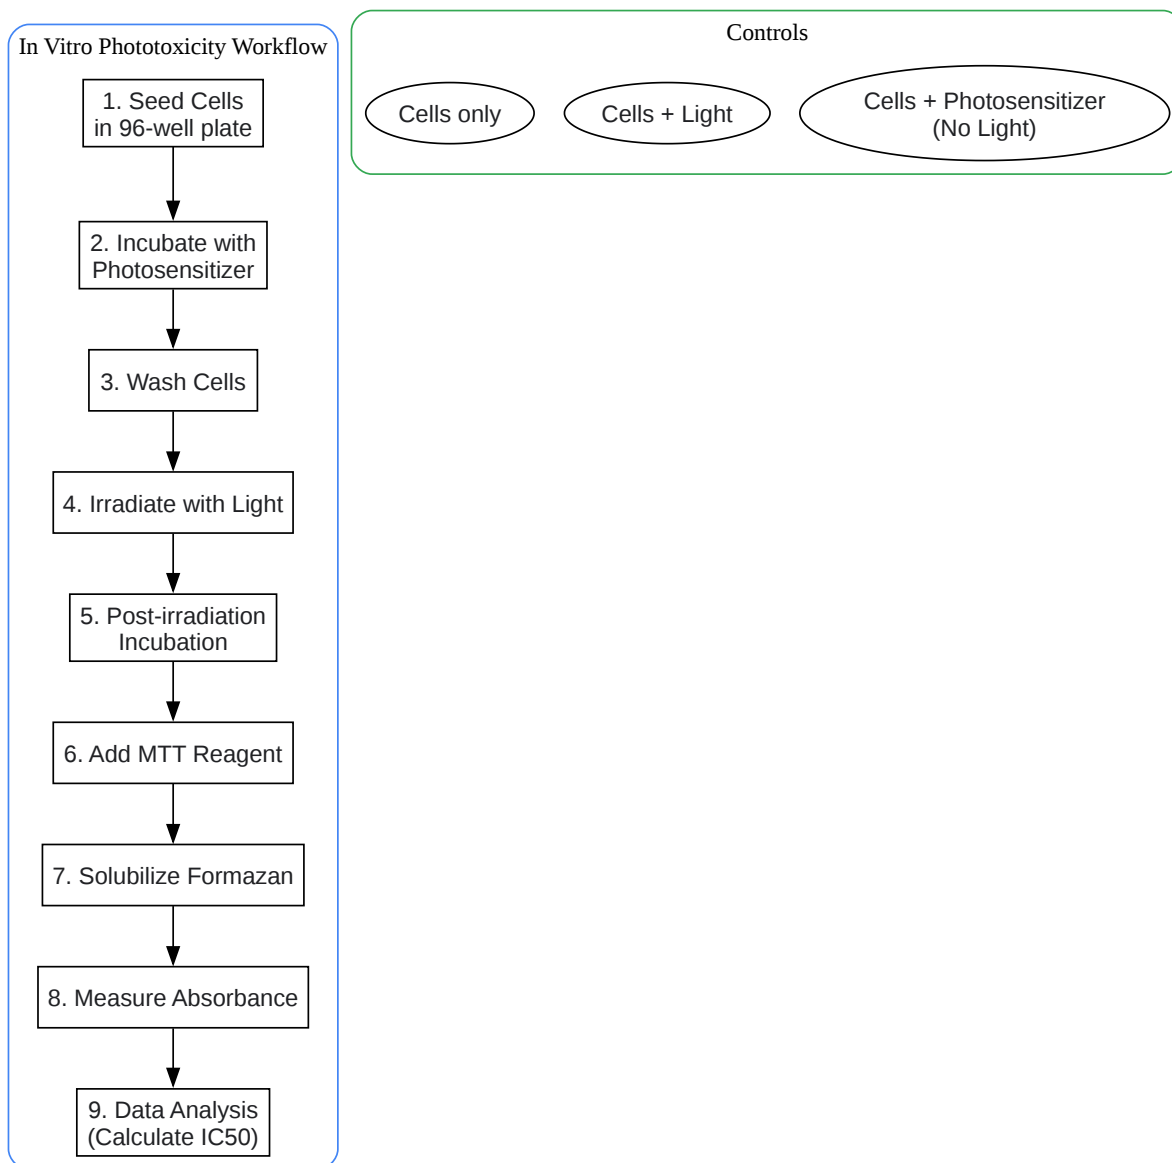 In Vitro Phototoxicity Workflow
1. Seed Cells
in 96-well plate
2. Incubate with
Photosensitizer
3. Wash Cells
4. Irradiate with Light
5. Post-irradiation
Incubation
6. Add MTT Reagent
7. Solubilize Formazan
8. Measure Absorbance
9. Data Analysis
(Calculate IC50)
Controls
Cells only
Cells + Light
Cells + Photosensitizer
(No Light)